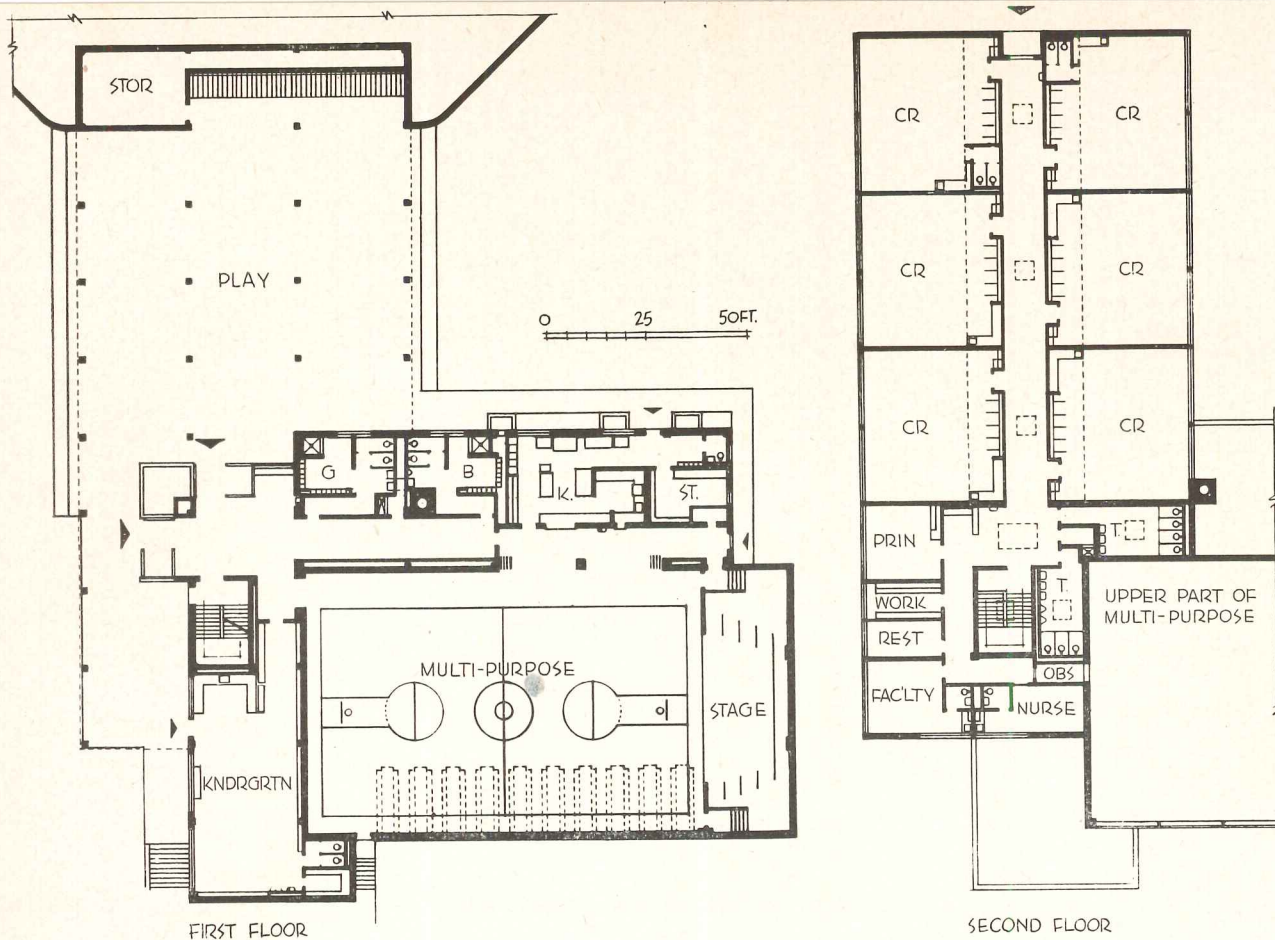 STOR
PLAY
0 25 50FT.
G
B
K.
ST.
MULTI-PURPOSE
STAGE
KNDRGRTN
FIRST FLOOR
CR
CR
CR
CR
CR
CR
PRIN
T.
WORK
T.
REST
OBS
FAC'LTY
NURSE
UPPER PART OF
MULTI-PURPOSE
SECOND FLOOR